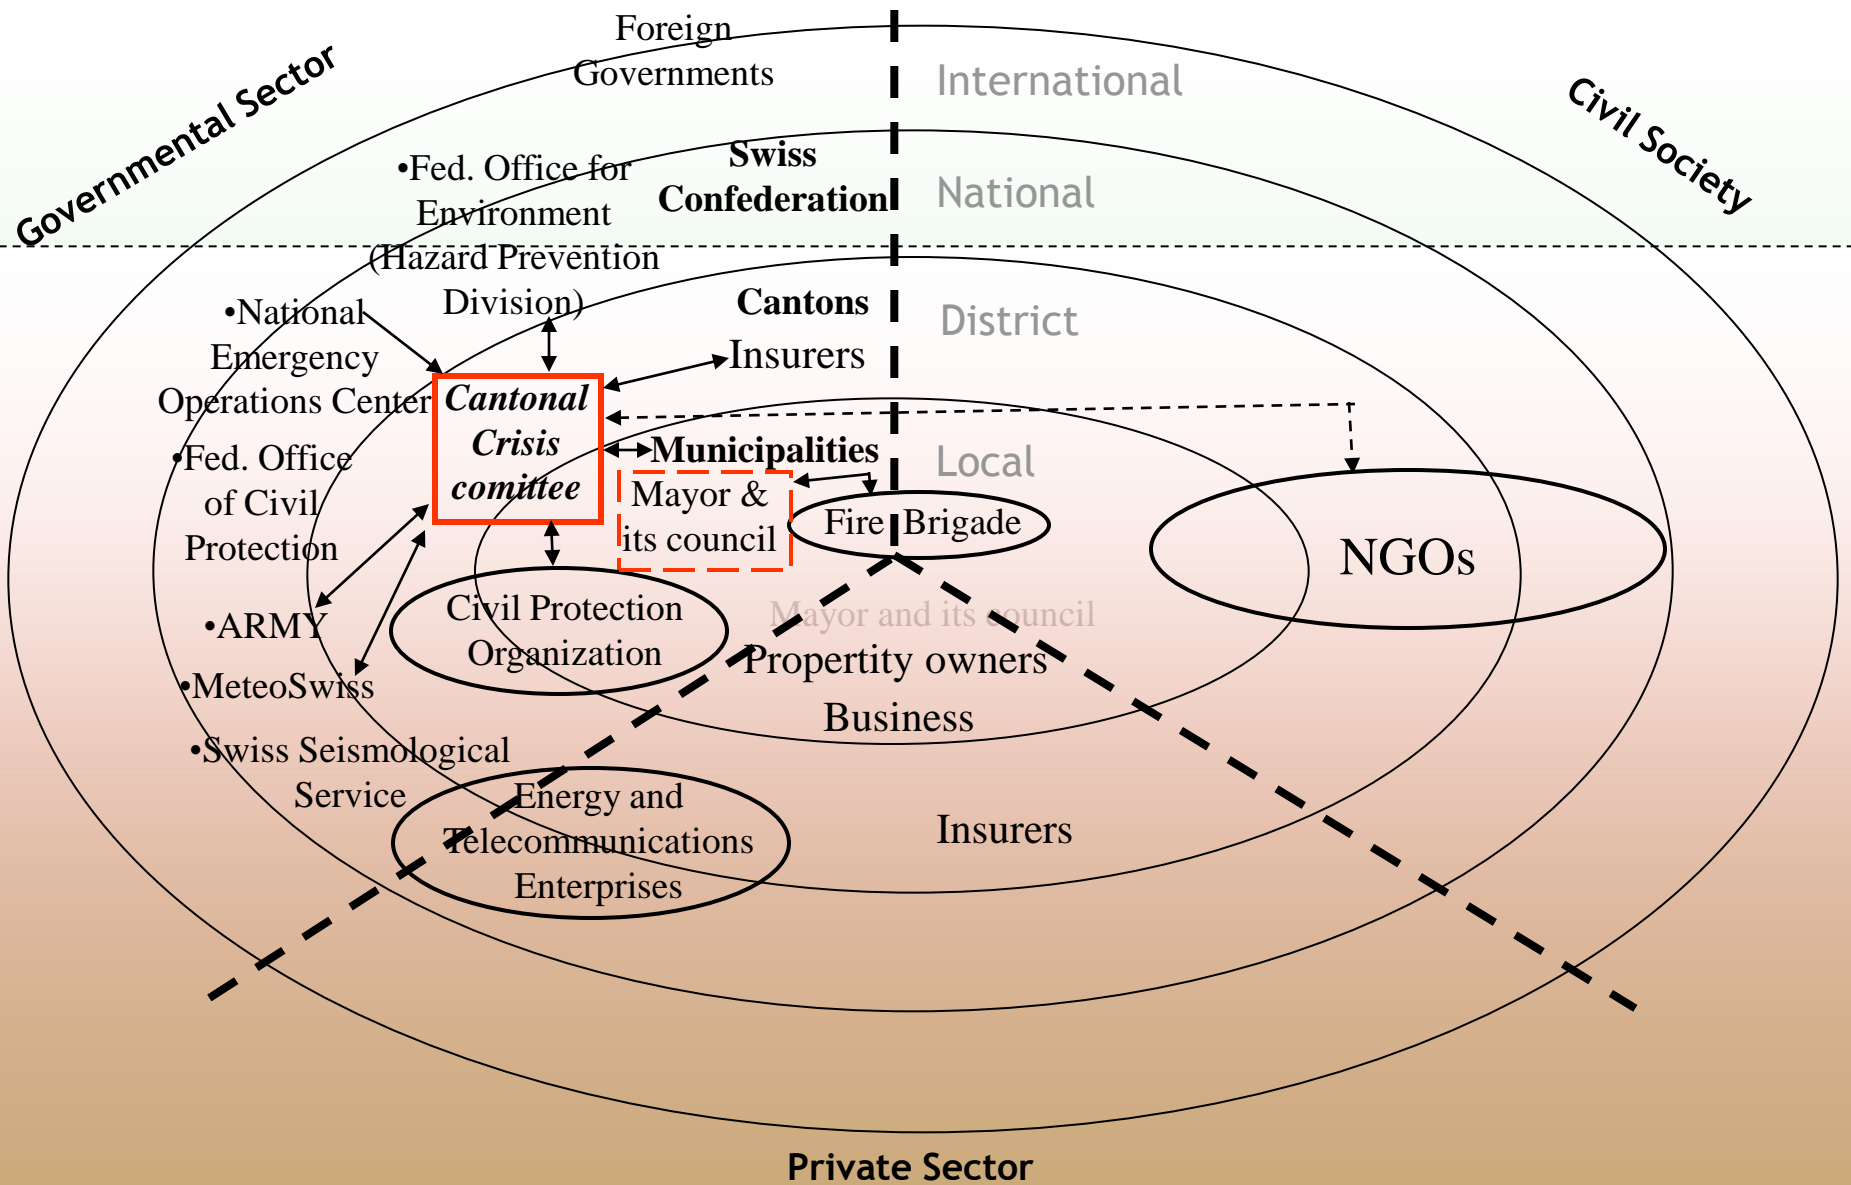 Foreign
Governments
International
Governmental Sector
Civil Society
•Fed. Office for
Environment
(Hazard Prevention
Division)
Swiss
Confederation
National
•National
Emergency
Operations Center
Cantons
Insurers
District
Cantonal
Crisis
comittee
•Fed. Office
of Civil
Protection
Municipalities
Local
Mayor &
its council
Fire Brigade
NGOs
Civil Protection
Organization
Mayor and its council
•ARMY
Propertity owners
•MeteoSwiss
Business
•Swiss Seismological
Service
Energy and
Telecommunications
Enterprises
Insurers
Private Sector